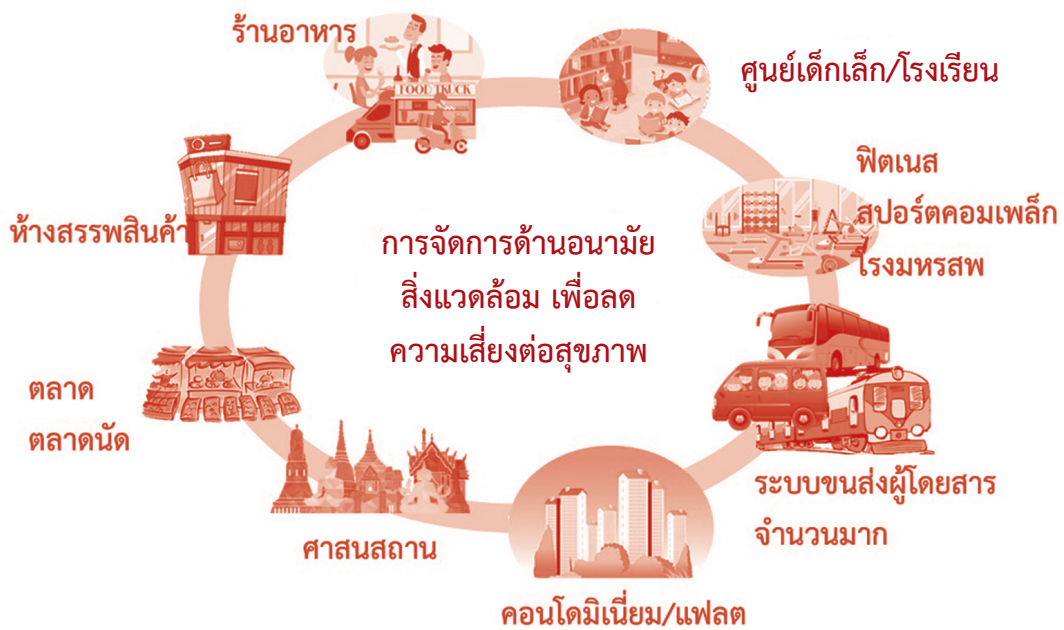 ร้านอาหาร
FOOD TRUCK
ศูนย์เด็กเล็ก/โรงเรียน
ฟิตเนส
สปอร์ตคอมเพล็ก
โรงมหรสพ
ห้างสรรพสินค้า
การจัดการด้านอนามัย
สิ่งแวดล้อม เพื่อลด
ความเสี่ยงต่อสุขภาพ
ตลาด
ตลาดนัด
ระบบขนส่งผู้โดยสาร
จำนวนมาก
ศาสนสถาน
คอนโดมิเนี่ยม/แฟลต